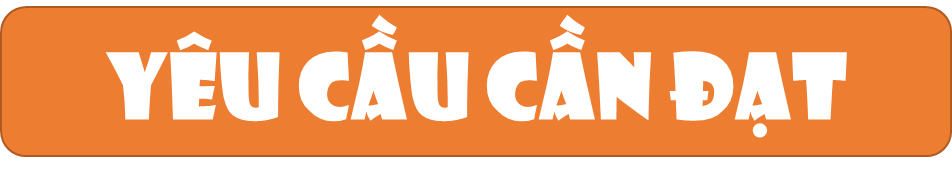 YÊU CẦU CẦN ĐẠT